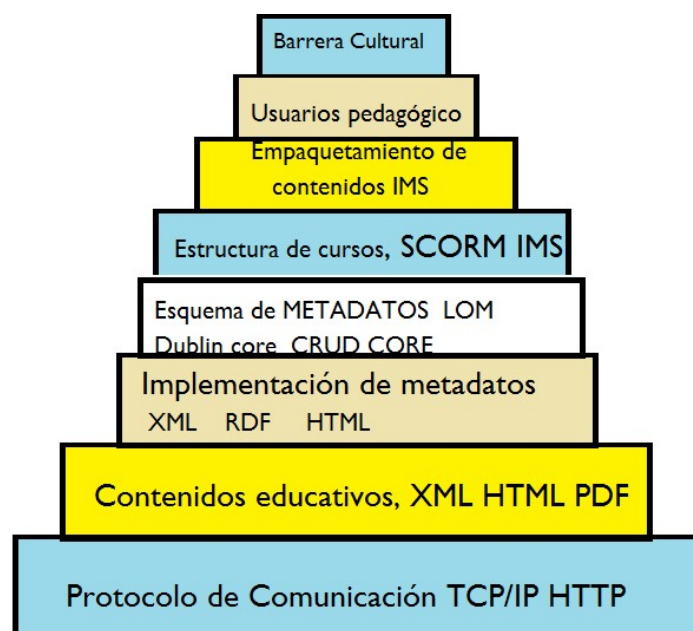 Barrera Cultural
Usuarios pedagógico
Empaquetamiento de
contenidos IMS
Estructura de cursos, SCORM IMS
Esquema de METADATOS LOM
Dublin core CRUD CORE
Implementación de metadatos
XML RDF HTML
Contenidos educativos, XML HTML PDF
Protocolo de Comunicación TCP/IP HTTP